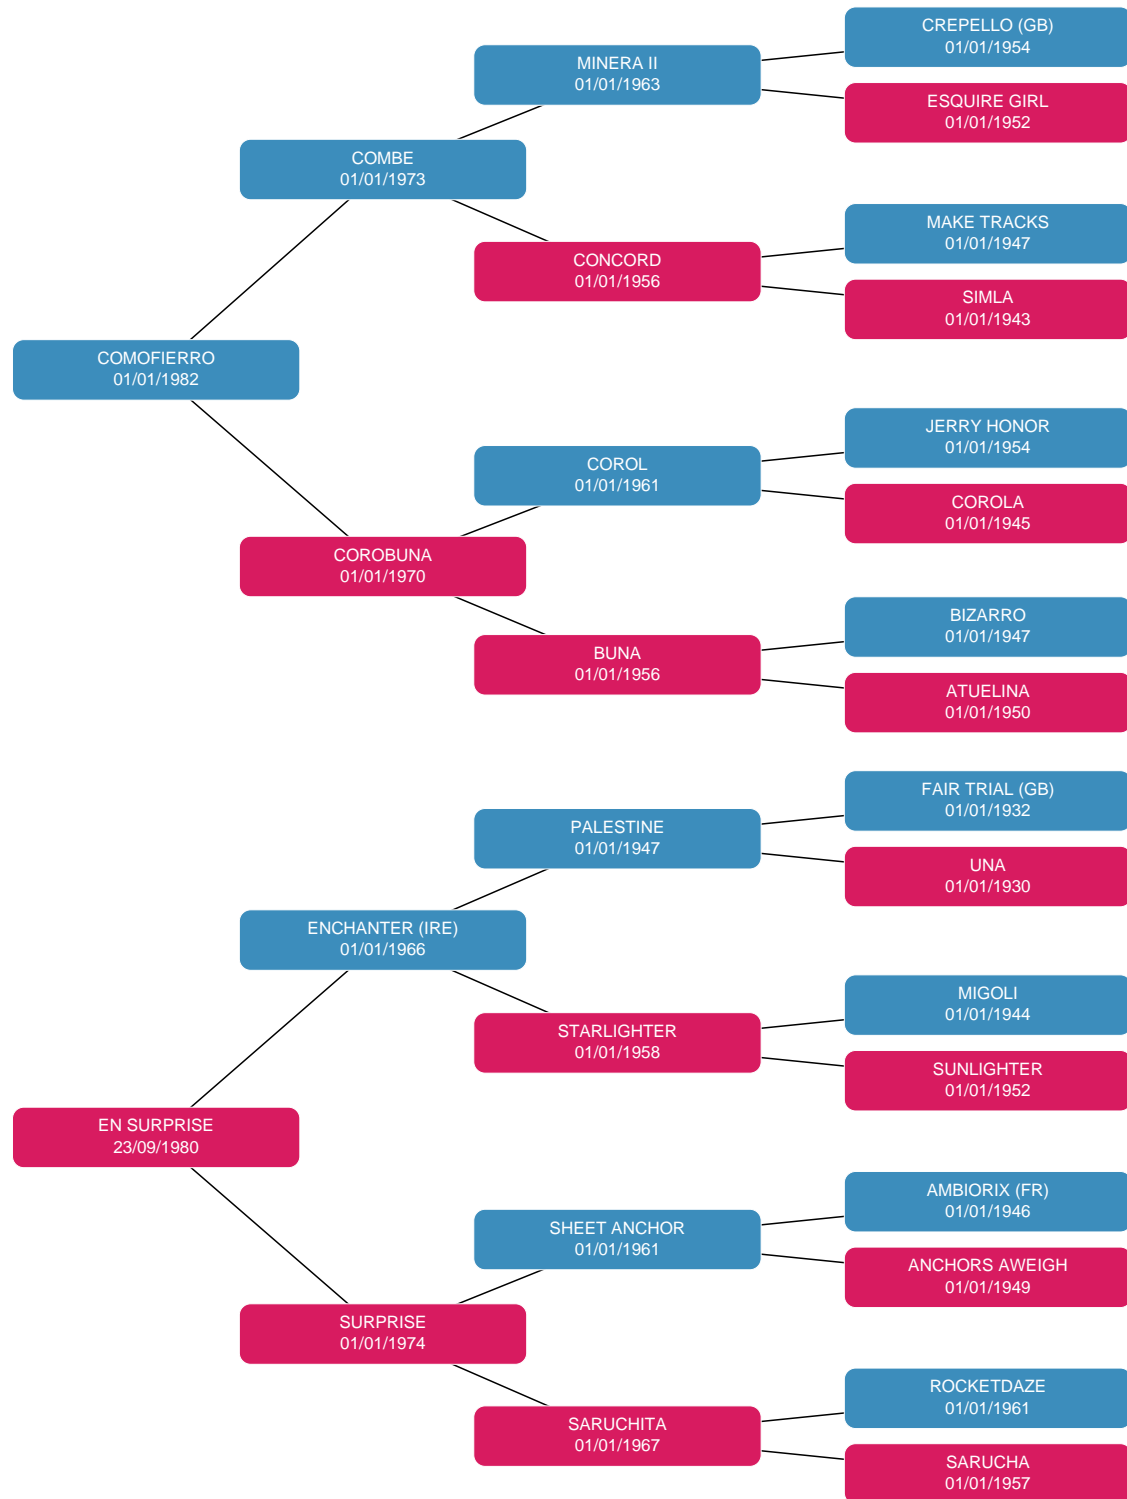 CREPELLO (GB)
01/01/1954
MINERA II
01/01/1963
ESQUIRE GIRL
01/01/1952
COMBE
01/01/1973
MAKE TRACKS
01/01/1947
CONCORD
01/01/1956
SIMLA
01/01/1943
COMOFIERRO
01/01/1982
JERRY HONOR
01/01/1954
COROL
01/01/1961
COROLA
01/01/1945
COROBUNA
01/01/1970
BIZARRO
01/01/1947
BUNA
01/01/1956
ATUELINA
01/01/1950
FAIR TRIAL (GB)
01/01/1932
PALESTINE
01/01/1947
UNA
01/01/1930
ENCHANTER (IRE)
01/01/1966
MIGOLI
01/01/1944
STARLIGHTER
01/01/1958
SUNLIGHTER
01/01/1952
EN SURPRISE
23/09/1980
AMBIORIX (FR)
01/01/1946
SHEET ANCHOR
01/01/1961
ANCHORS AWEIGH
01/01/1949
SURPRISE
01/01/1974
ROCKETDAZE
01/01/1961
SARUCHITA
01/01/1967
SARUCHA
01/01/1957